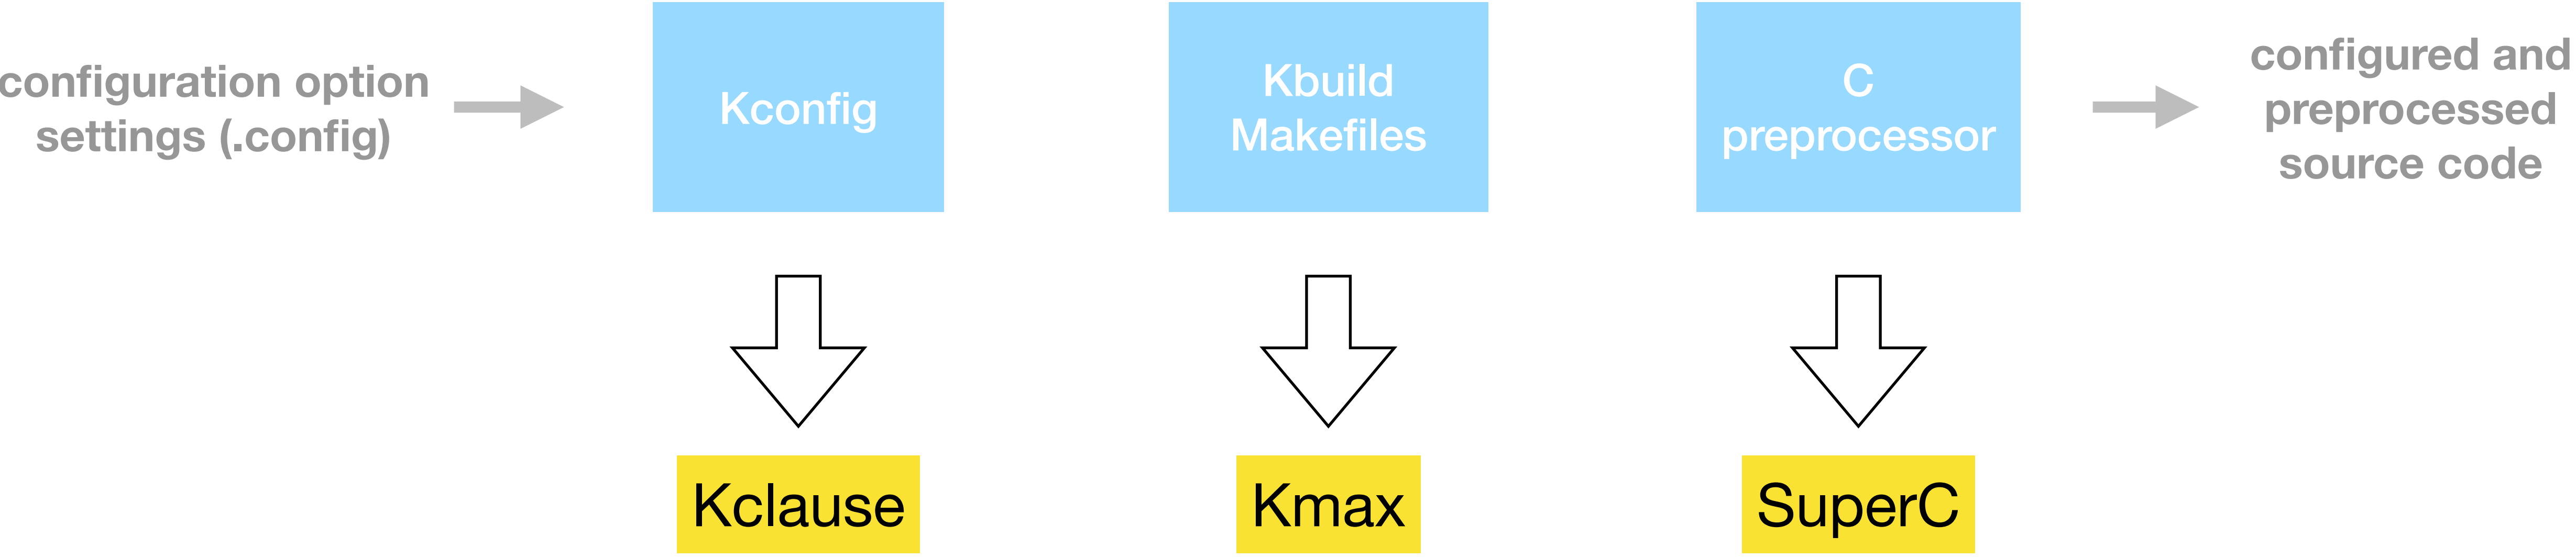 configuration option
settings (.config)
Kconfig
Kbuild
Makefiles
C
preprocessor
configured and
preprocessed
source code
Kclause
Kmax
SuperC